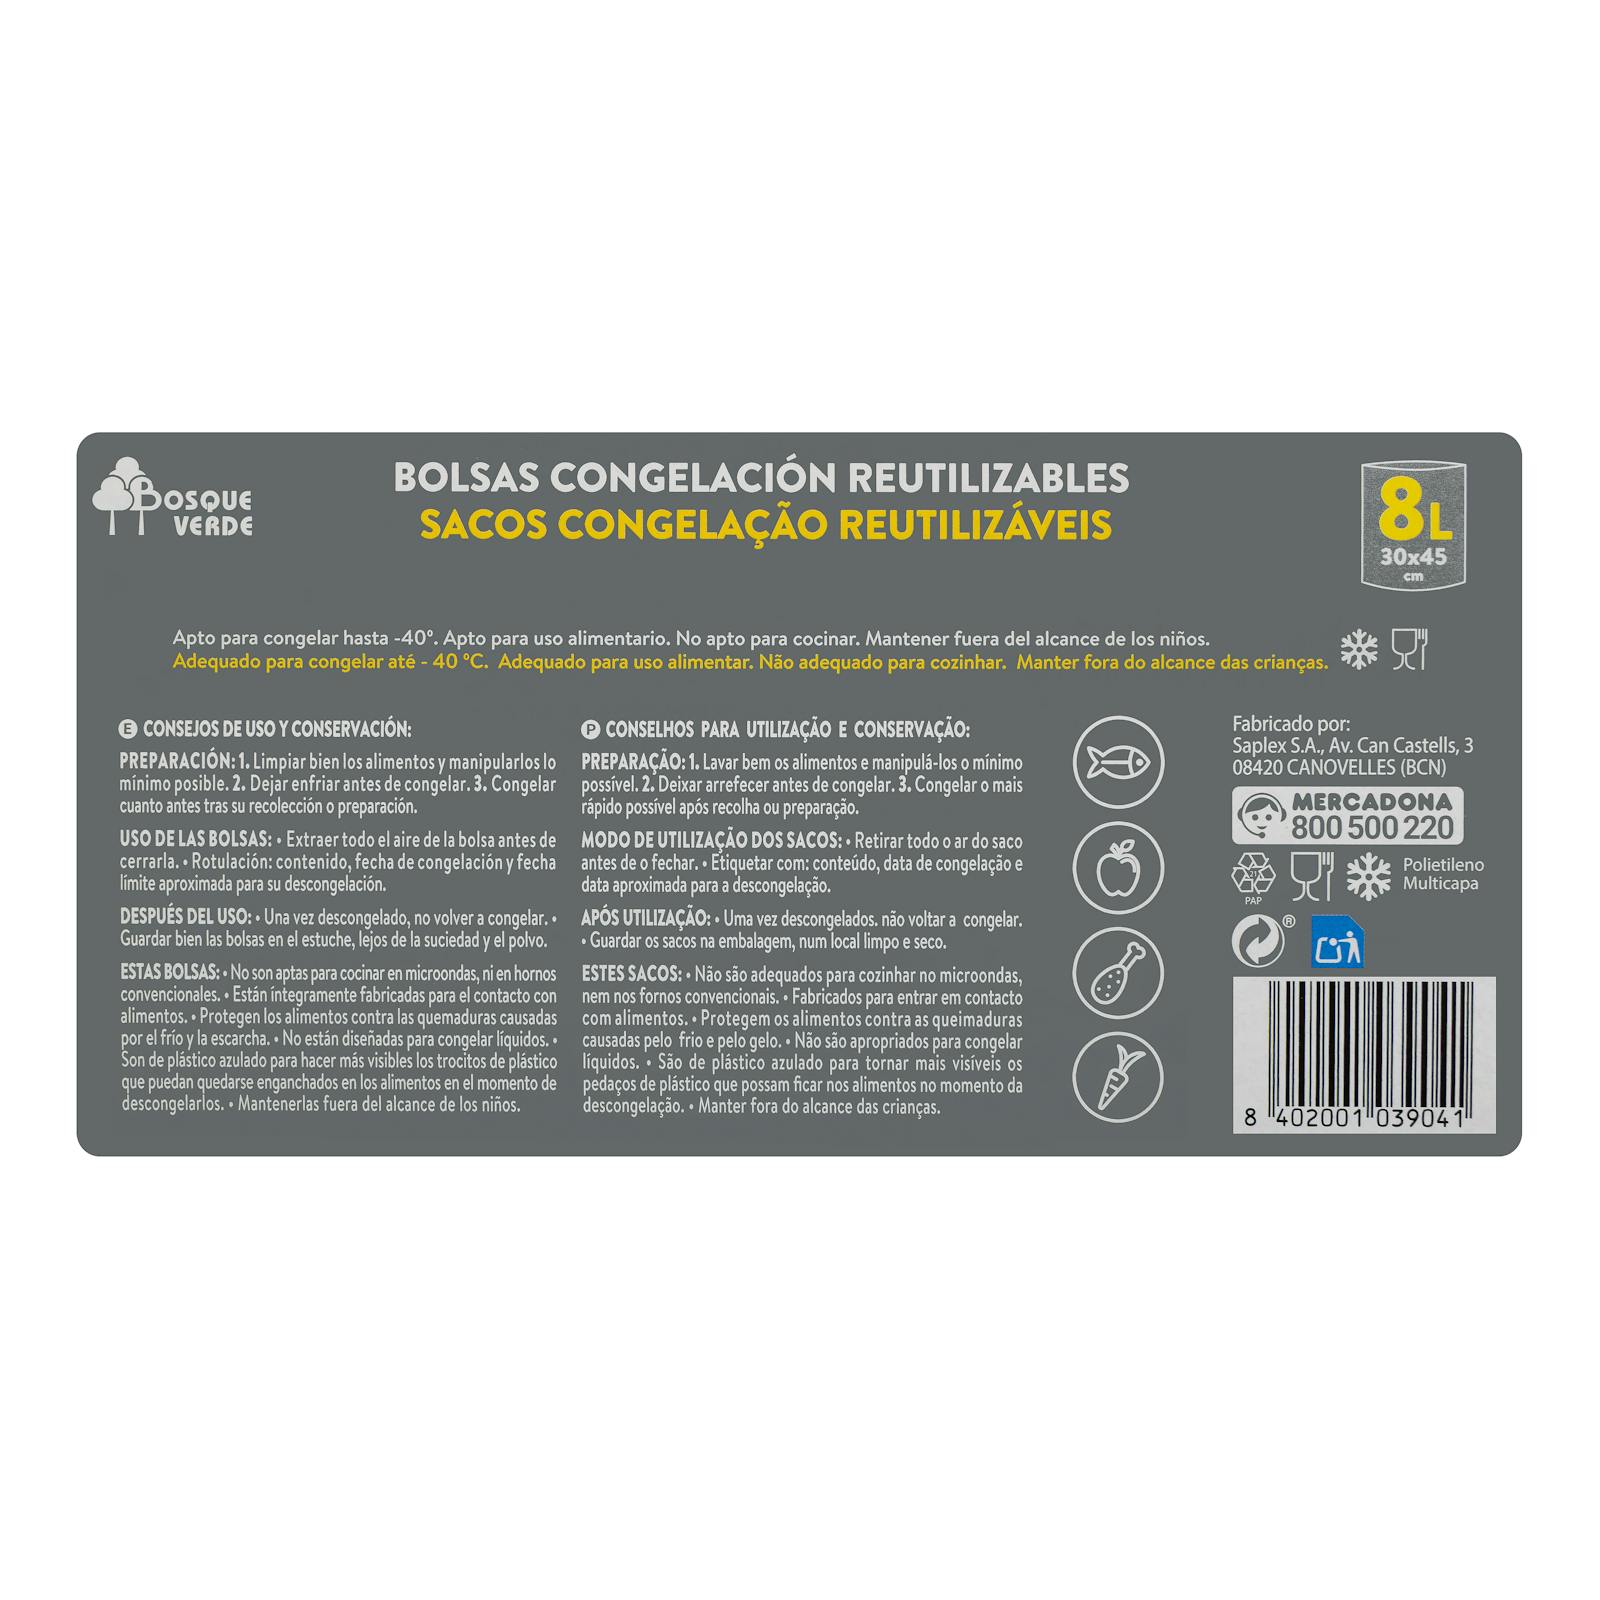 BOSQUE
VERDE
BOLSAS CONGELACIÓN REUTILIZABLES
SACOS CONGELAÇÃO REUTILIZÁVEIS
8L
30x45
cm
Apto para congelar hasta -40º. Apto para uso alimentario. No apto para cocinar. Mantener fuera del alcance de los niños.
Adequado para congelar até - 40 ºC. Adequado para uso alimentar. Não adequado para cozinhar. Manter fora do alcance das crianças.
E CONSEJOS DE USO Y CONSERVACIÓN:
PREPARACIÓN: 1. Limpiar bien los alimentos y manipularlos lo
mínimo posible. 2. Dejar enfriar antes de congelar. 3. Congelar
cuanto antes tras su recolección o preparación.
USO DE LAS BOLSAS: • Extraer todo el aire de la bolsa antes de
cerrarla. • Rotulación: contenido, fecha de congelación y fecha
límite aproximada para su descongelación.
DESPUÉS DEL USO: • Una vez descongelado, no volver a congelar. •
Guardar bien las bolsas en el estuche, lejos de la suciedad y el polvo.
ESTAS BOLSAS: • No son aptas para cocinar en microondas, ni en hornos
convencionales. • Están íntegramente fabricadas para el contacto con
alimentos. • Protegen los alimentos contra las quemaduras causadas
por el frío y la escarcha. • No están diseñadas para congelar líquidos. •
Son de plástico azulado para hacer más visibles los trocitos de plástico
que puedan quedarse enganchados en los alimentos en el momento de
descongelarlos. • Mantenerlas fuera del alcance de los niños.
P CONSELHOS PARA UTILIZAÇÃO E CONSERVAÇÃO:
PREPARAÇÃO: 1. Lavar bem os alimentos e manipulá-los o mínimo
possível. 2. Deixar arrefecer antes de congelar. 3. Congelar o mais
rápido possível após recolha ou preparação.
MODO DE UTILIZAÇÃO DOS SACOS: • Retirar todo o ar do saco
antes de o fechar. • Etiquetar com: conteúdo, data de congelação e
data aproximada para a descongelação.
APÓS UTILIZAÇÃO: • Uma vez descongelados. não voltar a congelar.
• Guardar os sacos na embalagem, num local limpo e seco.
ESTES SACOS: • Não são adequados para cozinhar no microondas,
nem nos fornos convencionais. • Fabricados para entrar em contacto
com alimentos. • Protegem os alimentos contra as queimaduras
causadas pelo frio e pelo gelo. • Não são apropriados para congelar
líquidos. • São de plástico azulado para tornar mais visíveis os
pedaços de plástico que possam ficar nos alimentos no momento da
descongelação. • Manter fora do alcance das crianças.
Fabricado por:
Saplex S.A., Av. Can Castells, 3
08420 CANOVELLES (BCN)
MERCADONA
800 500 220
21
PAP
Polietileno
Multicapa
®
8 402001 039041